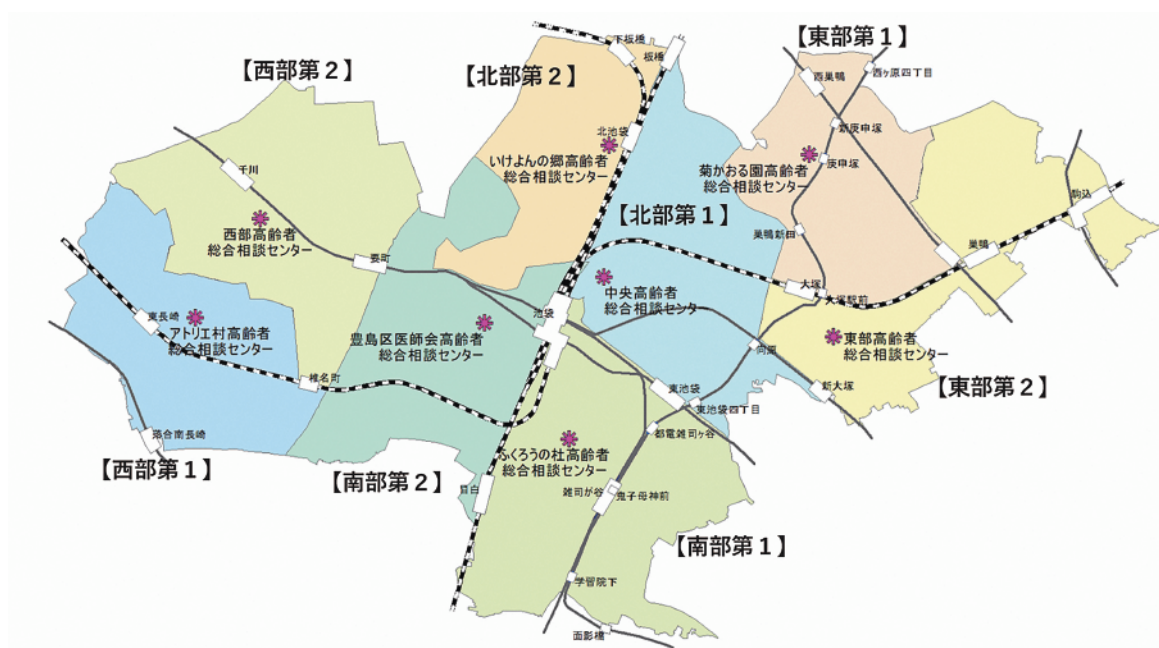 【東部第1】
下板橋
板橋
【西部第2】
【北部第2】
西巣鴨
西ヶ原四丁目
北池袋
新庚申塚
いけよんの郷高齢者
総合相談センター
庚申塚
千川
菊かおる園高齢者
総合相談センター
駒込
【北部第1】
西部高齢者
総合相談センター
巣鴨新田
巣鴨
要町
大塚
中央高齢者
総合相談センター
大塚駅前
東長崎
アトリエ村高齢者
総合相談センター
豊島区医師会高齢者
総合相談センター
池袋
東部高齢者
総合相談センター
向原
椎名町
東池袋
新大塚
【東部第2】
東池袋四丁目
落合南長崎
都電雑司ヶ谷
ふくろうの杜高齢者
総合相談センター
【西部第1】
【南部第2】
目白
雑司が谷
鬼子母神前
【南部第1】
学習院下
面影橋